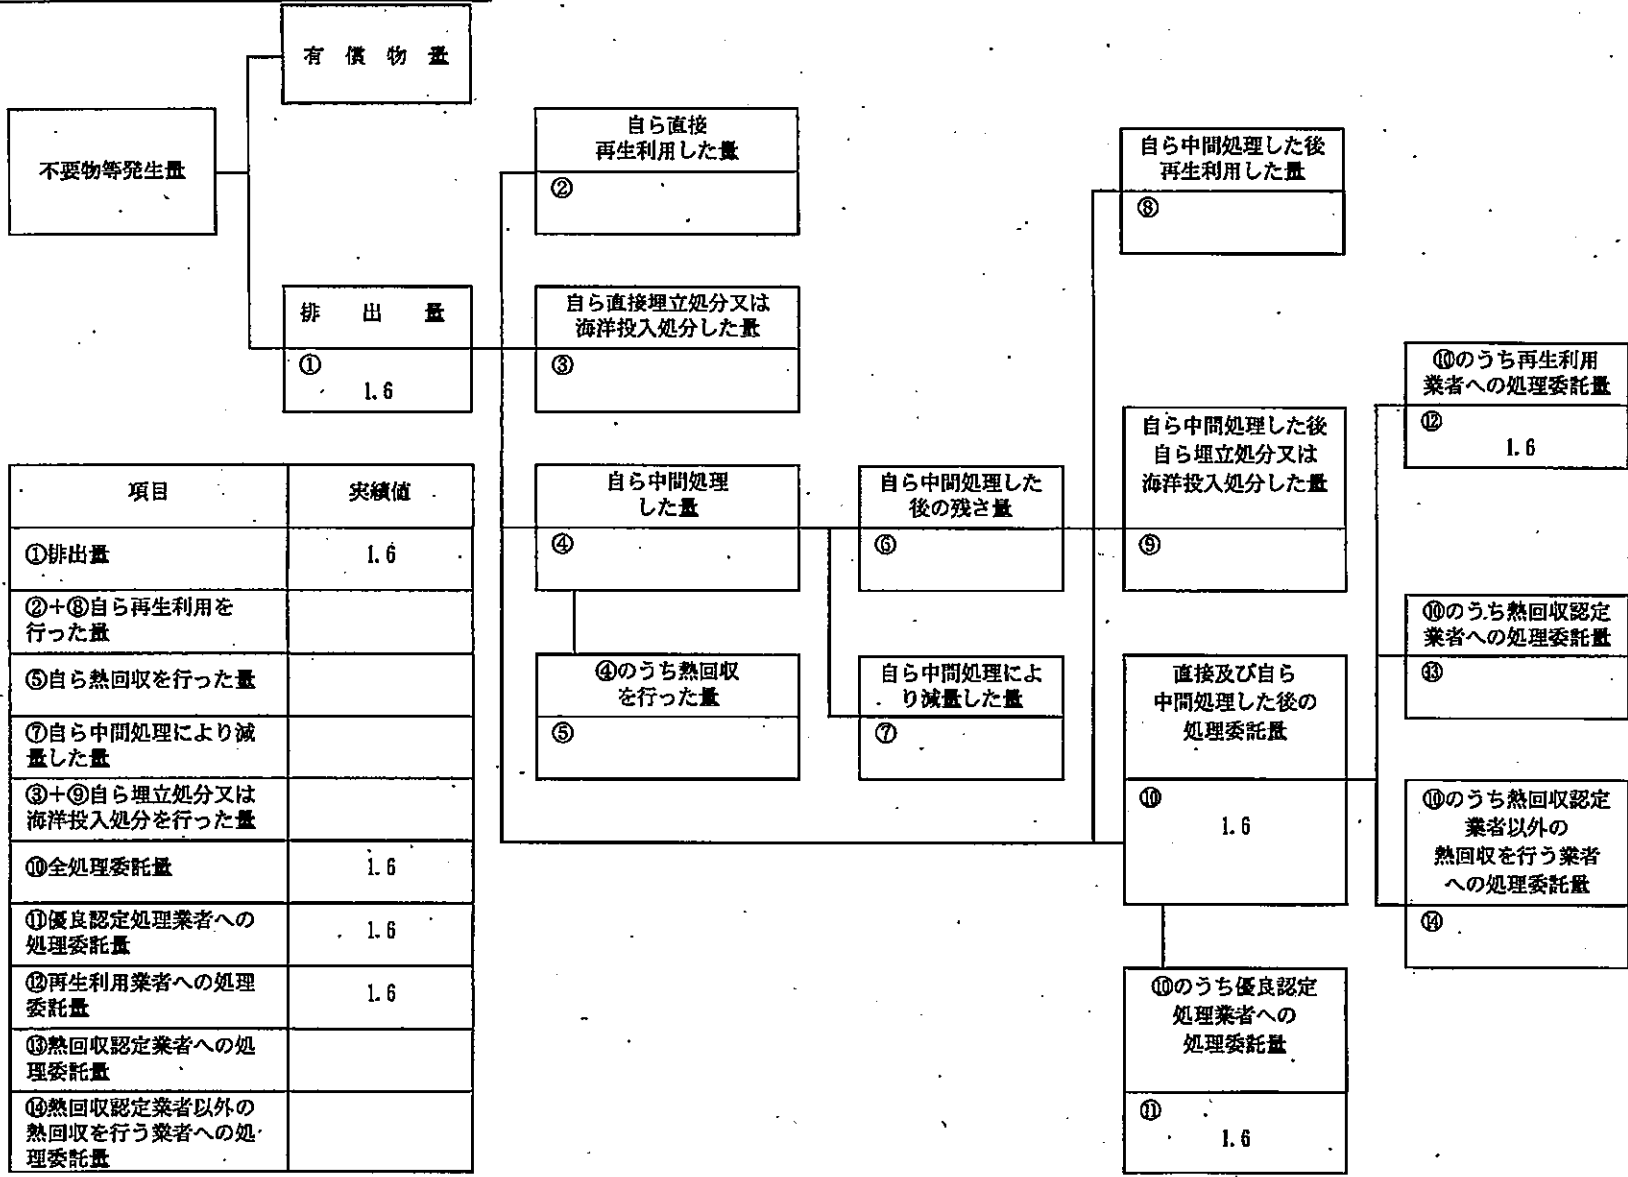 有償物量
不要物等発生量
排出量
①
1.6
自ら直接
再生利用した量
②
自ら直接埋立処分又は
海洋投入処分した量
③
自ら中間処理
した量
④
④のうち熱回収
を行った量
⑤
自ら中間処理した
後の残さ量
⑥
自ら中間処理によ
り減量した量
⑦
自ら中間処理した後
再生利用した量
⑧
自ら中間処理した後
自ら埋立処分又は
海洋投入処分した量
⑨
直接及び自ら
中間処理した後の
処理委託量
⑩
1.6
⑩のうち優良認定
処理業者への
処理委託量
⑪
1.6
⑩のうち再生利用
業者への処理委託量
⑫
1.6
⑩のうち熱回収認定
業者への処理委託量
⑬
⑩のうち熱回収認定
業者以外の
熱回収を行う業者
への処理委託量
⑭
項目 実績値
①排出量 1.6
②+⑧自ら再生利用を
行った量
⑤自ら熱回収を行った量
⑦自ら中間処理により減
量した量
③+⑨自ら埋立処分又は
海洋投入処分を行った量
⑩全処理委託量 1.6
⑪優良認定処理業者への
処理委託量 1.6
⑫再生利用業者への処理
委託量 1.6
⑬熱回収認定業者への処
理委託量
⑭熱回収認定業者以外の
熱回収を行う業者への処
理委託量